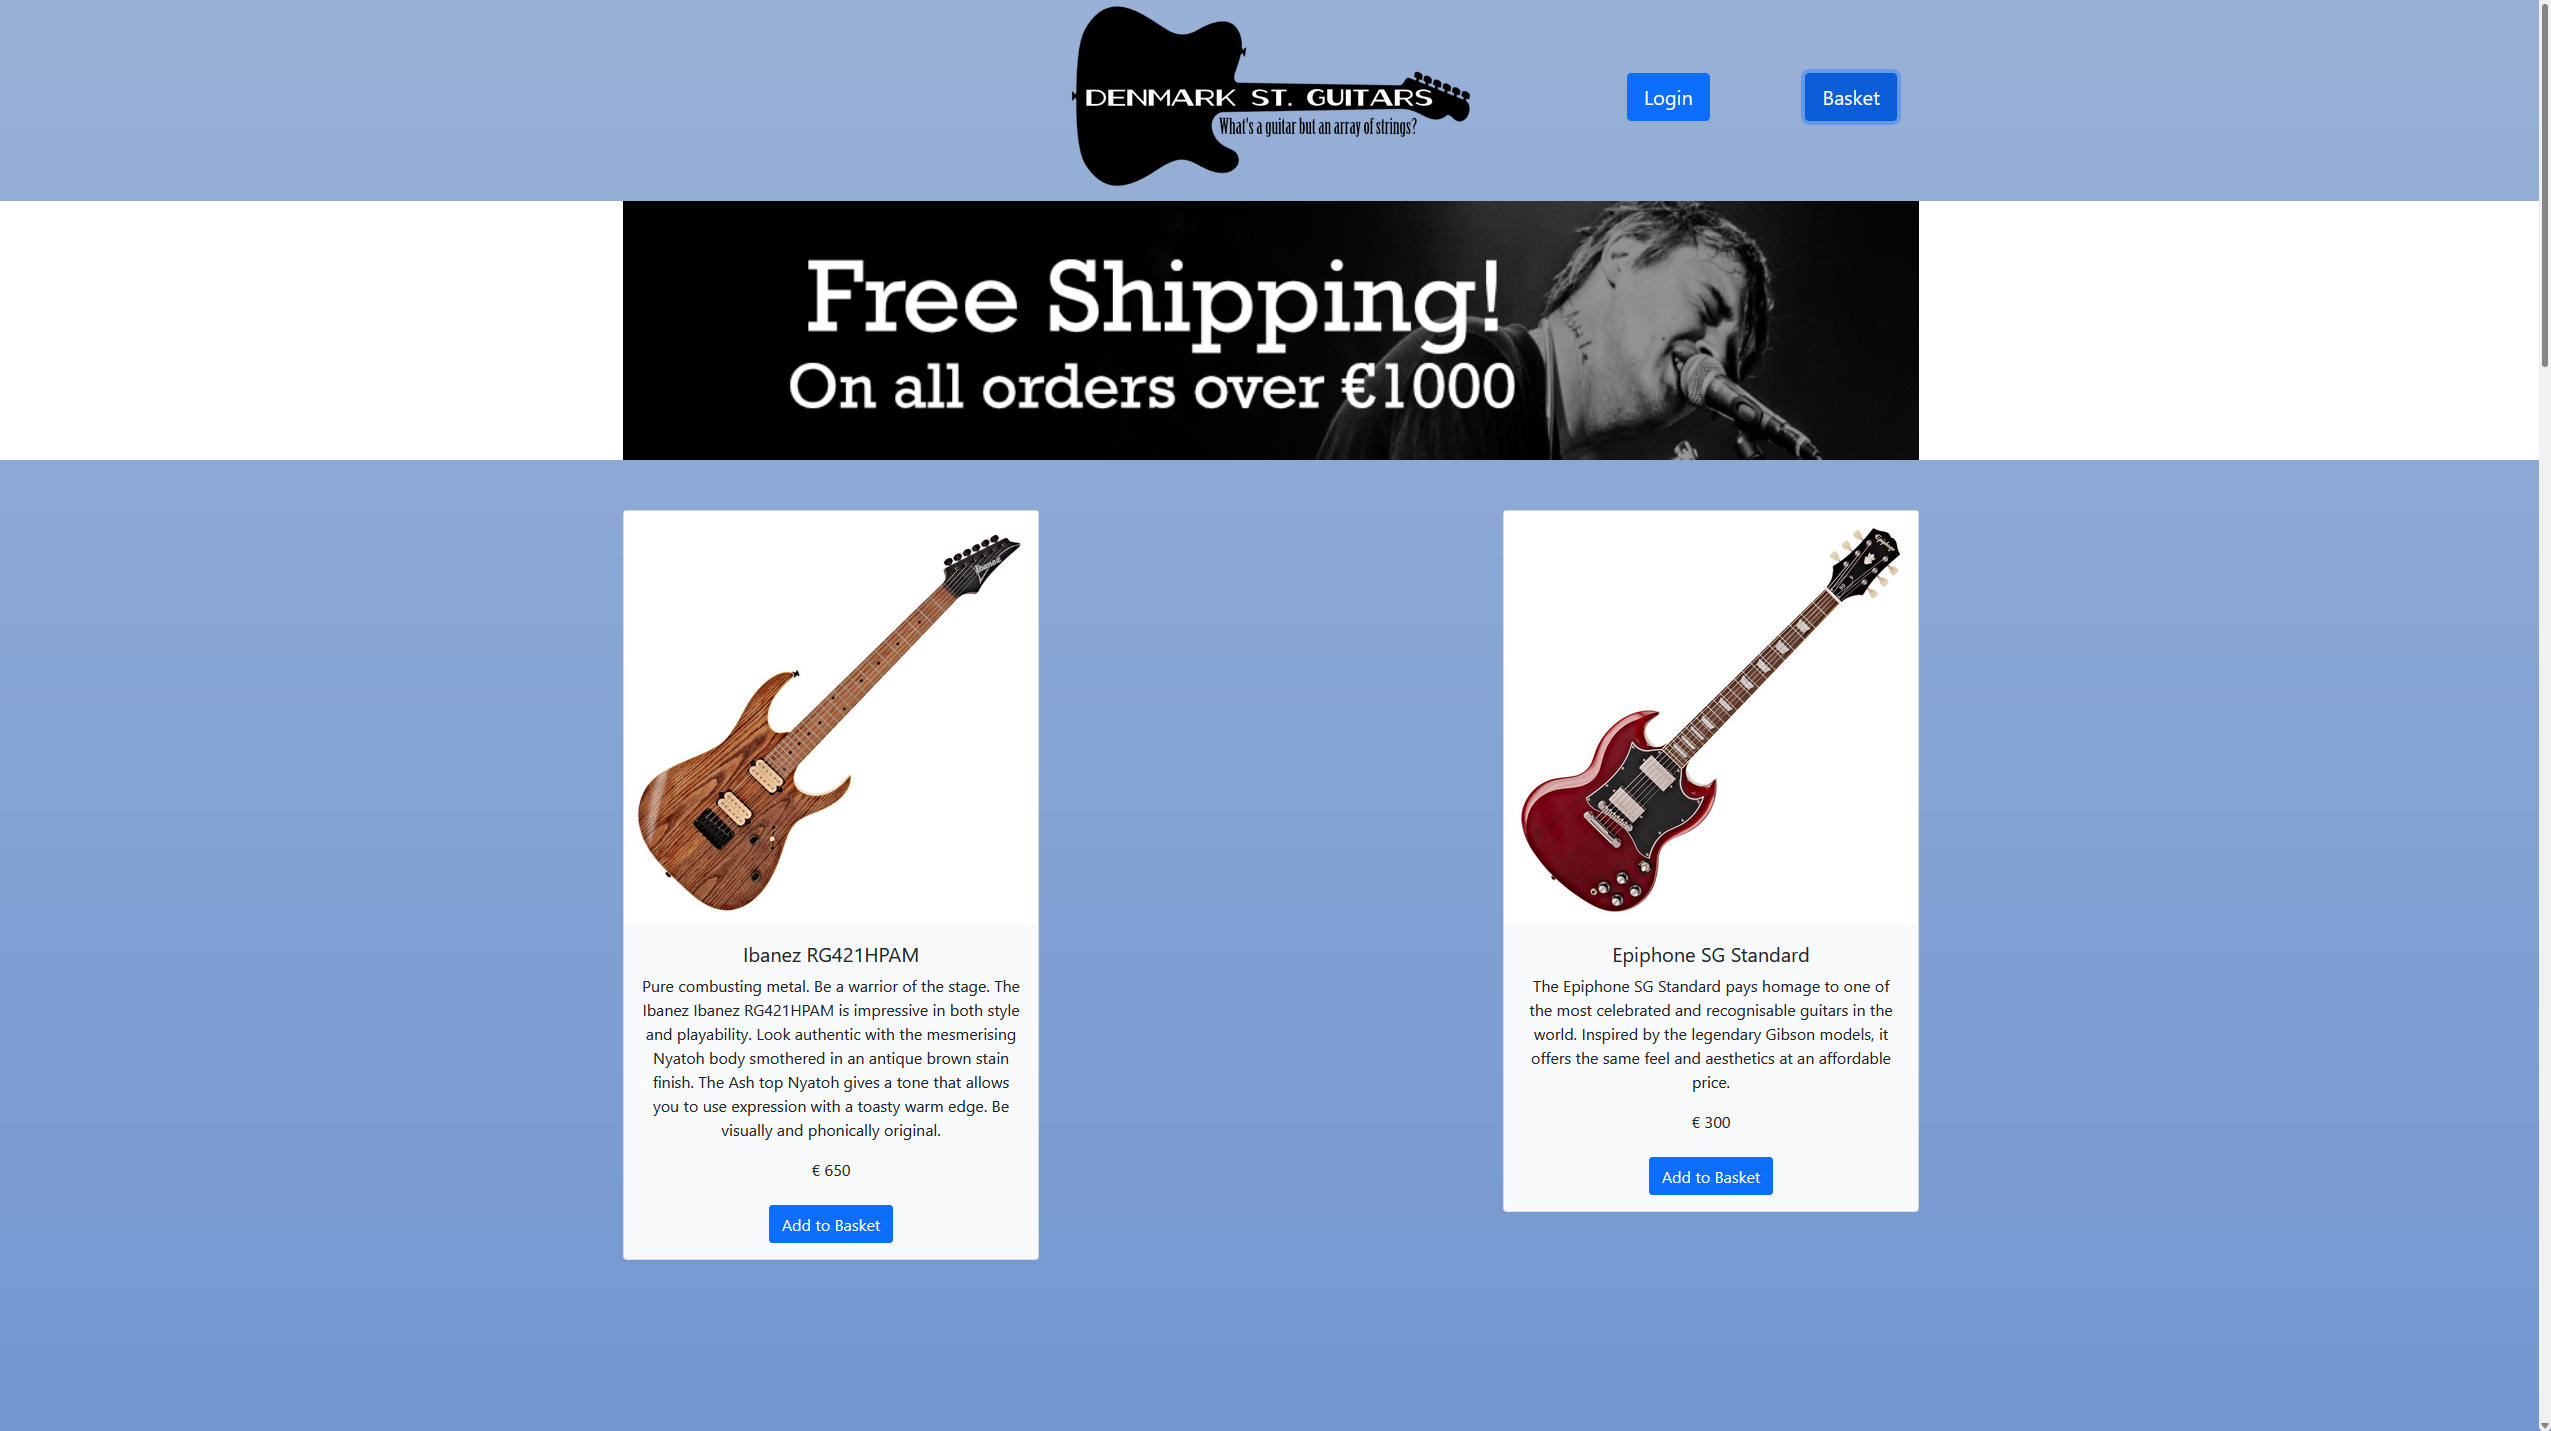 DENMARK ST. GUITARS
What's a guitar but an array of strings?
Login
Basket
Free Shipping!
On all orders over €1000
Ibanez
Epiphone
Ibanez RG421HPAM
Pure combusting metal. Be a warrior of the stage. The
Ibanez Ibanez RG421HPAM is impressive in both style
and playability. Look authentic with the mesmerising
Nyatoh body smothered in an antique brown stain
finish. The Ash top Nyatoh gives a tone that allows
you to use expression with a toasty warm edge. Be
visually and phonically original.
€ 650
Add to Basket
Epiphone SG Standard
The Epiphone SG Standard pays homage to one of
the most celebrated and recognisable guitars in the
world. Inspired by the legendary Gibson models, it
offers the same feel and aesthetics at an affordable
price.
€ 300
Add to Basket